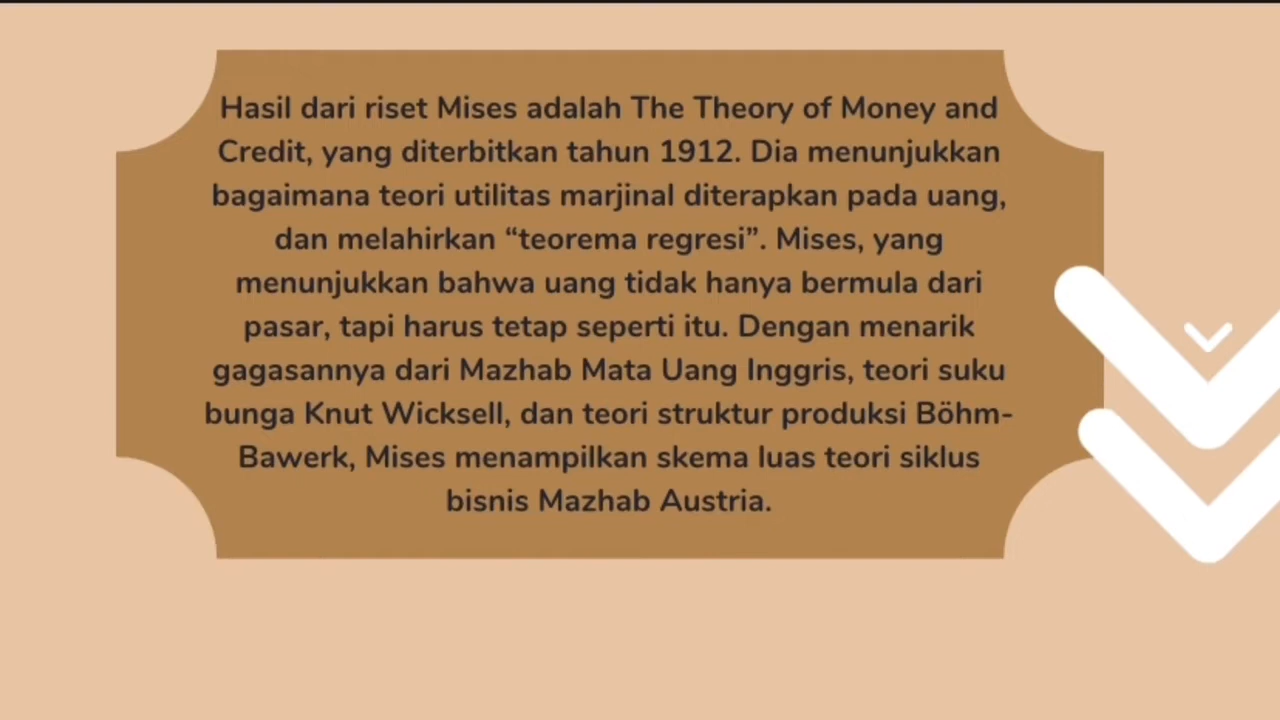 Hasil dari riset Mises adalah The Theory of Money and
Credit, yang diterbitkan tahun 1912. Dia menunjukkan
bagaimana teori utilitas marjinal diterapkan pada uang,
dan melahirkan “teorema regresi”. Mises, yang
menunjukkan bahwa uang tidak hanya bermula dari
pasar, tapi harus tetap seperti itu. Dengan menarik
gagasannya dari Mazhab Mata Uang Inggris, teori suku
bunga Knut Wicksell, dan teori struktur produksi Böhm-
Bawerk, Mises menampilkan skema luas teori siklus
bisnis Mazhab Austria.